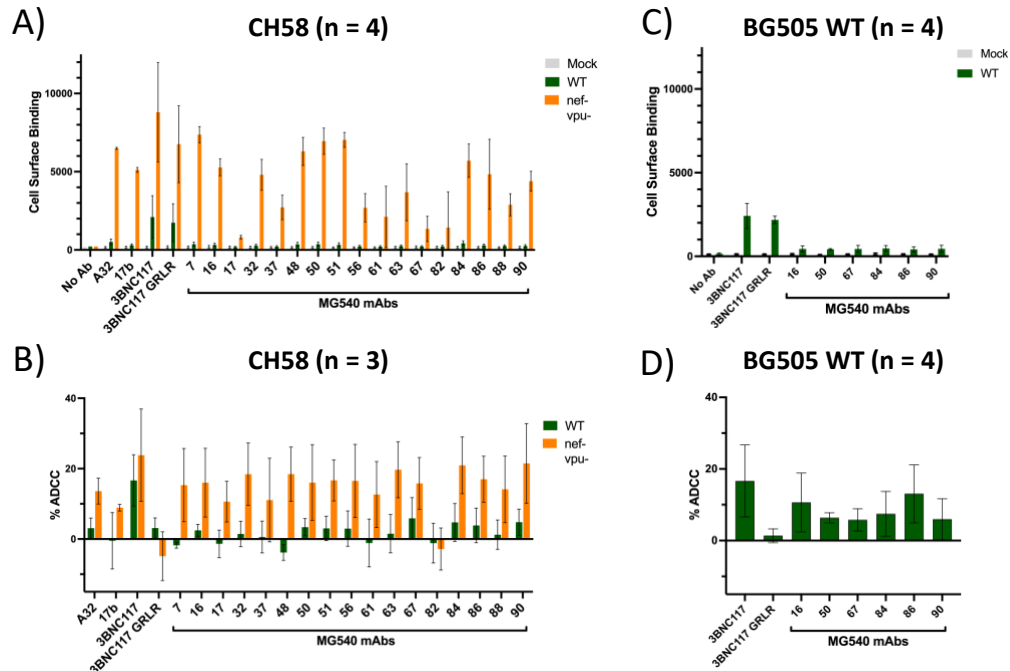 A)
CH58 (n = 4)
Mock
WT
nef-
vpu-
Cell Surface Binding
10000
5000
0
No Ab
A32
17b
3BNC117
3BNC117 GRLR
7
16
17
32
37
48
50
51
56
61
63
67
82
84
86
88
90
MG540 mAbs
C)
BG505 WT (n = 4)
Mock
WT
Cell Surface Binding
10000
5000
0
No Ab
3BNC117
3BNC117 GRLR
16
50
67
84
86
90
MG540 mAbs
B)
CH58 (n = 3)
WT
nef-
vpu-
% ADCC
40
20
0
A32
17b
3BNC117
3BNC117 GRLR
7
16
17
32
37
48
50
51
56
61
63
67
82
84
86
88
90
MG540 mAbs
D)
BG505 WT (n = 4)
% ADCC
40
20
0
3BNC117
3BNC117 GRLR
16
50
67
84
86
90
MG540 mAbs